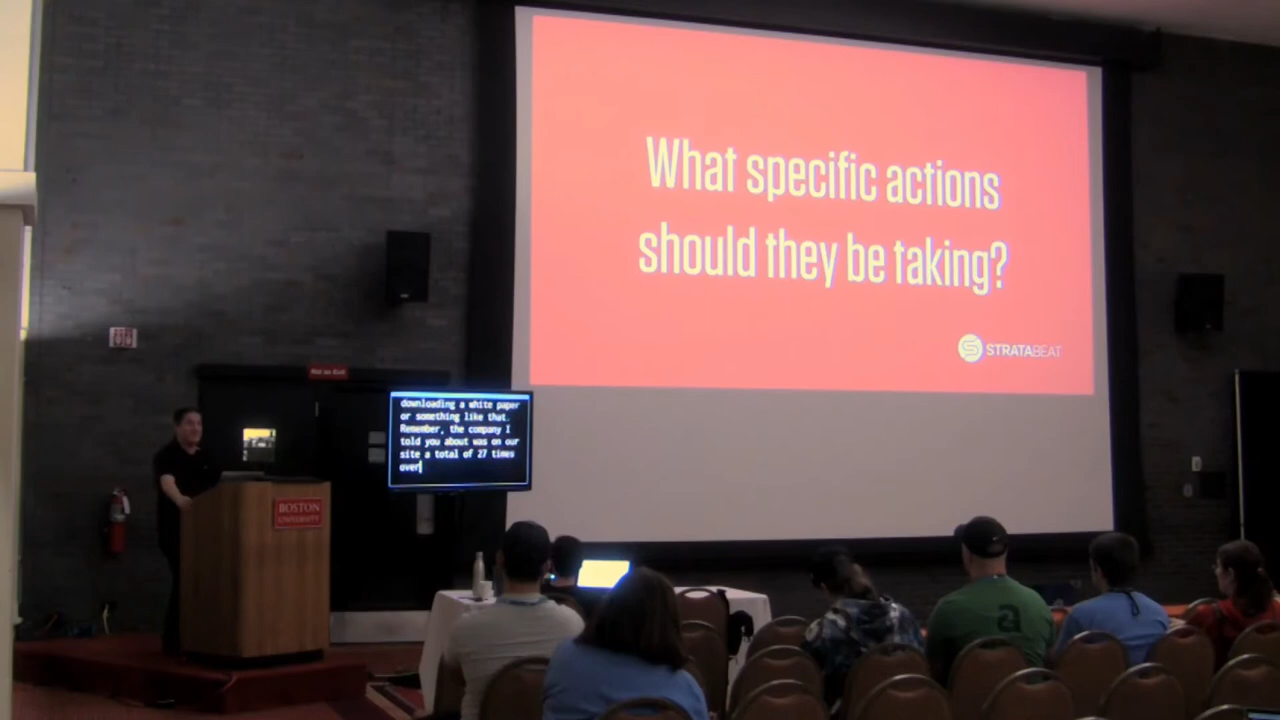 What specific actions
should they be taking?
STRATABEAT
downloading a white paper
or something like that.
Remember, the company I
told you about was on our
site a total of 27 times
over
BOSTON
UNIVERSITY
a